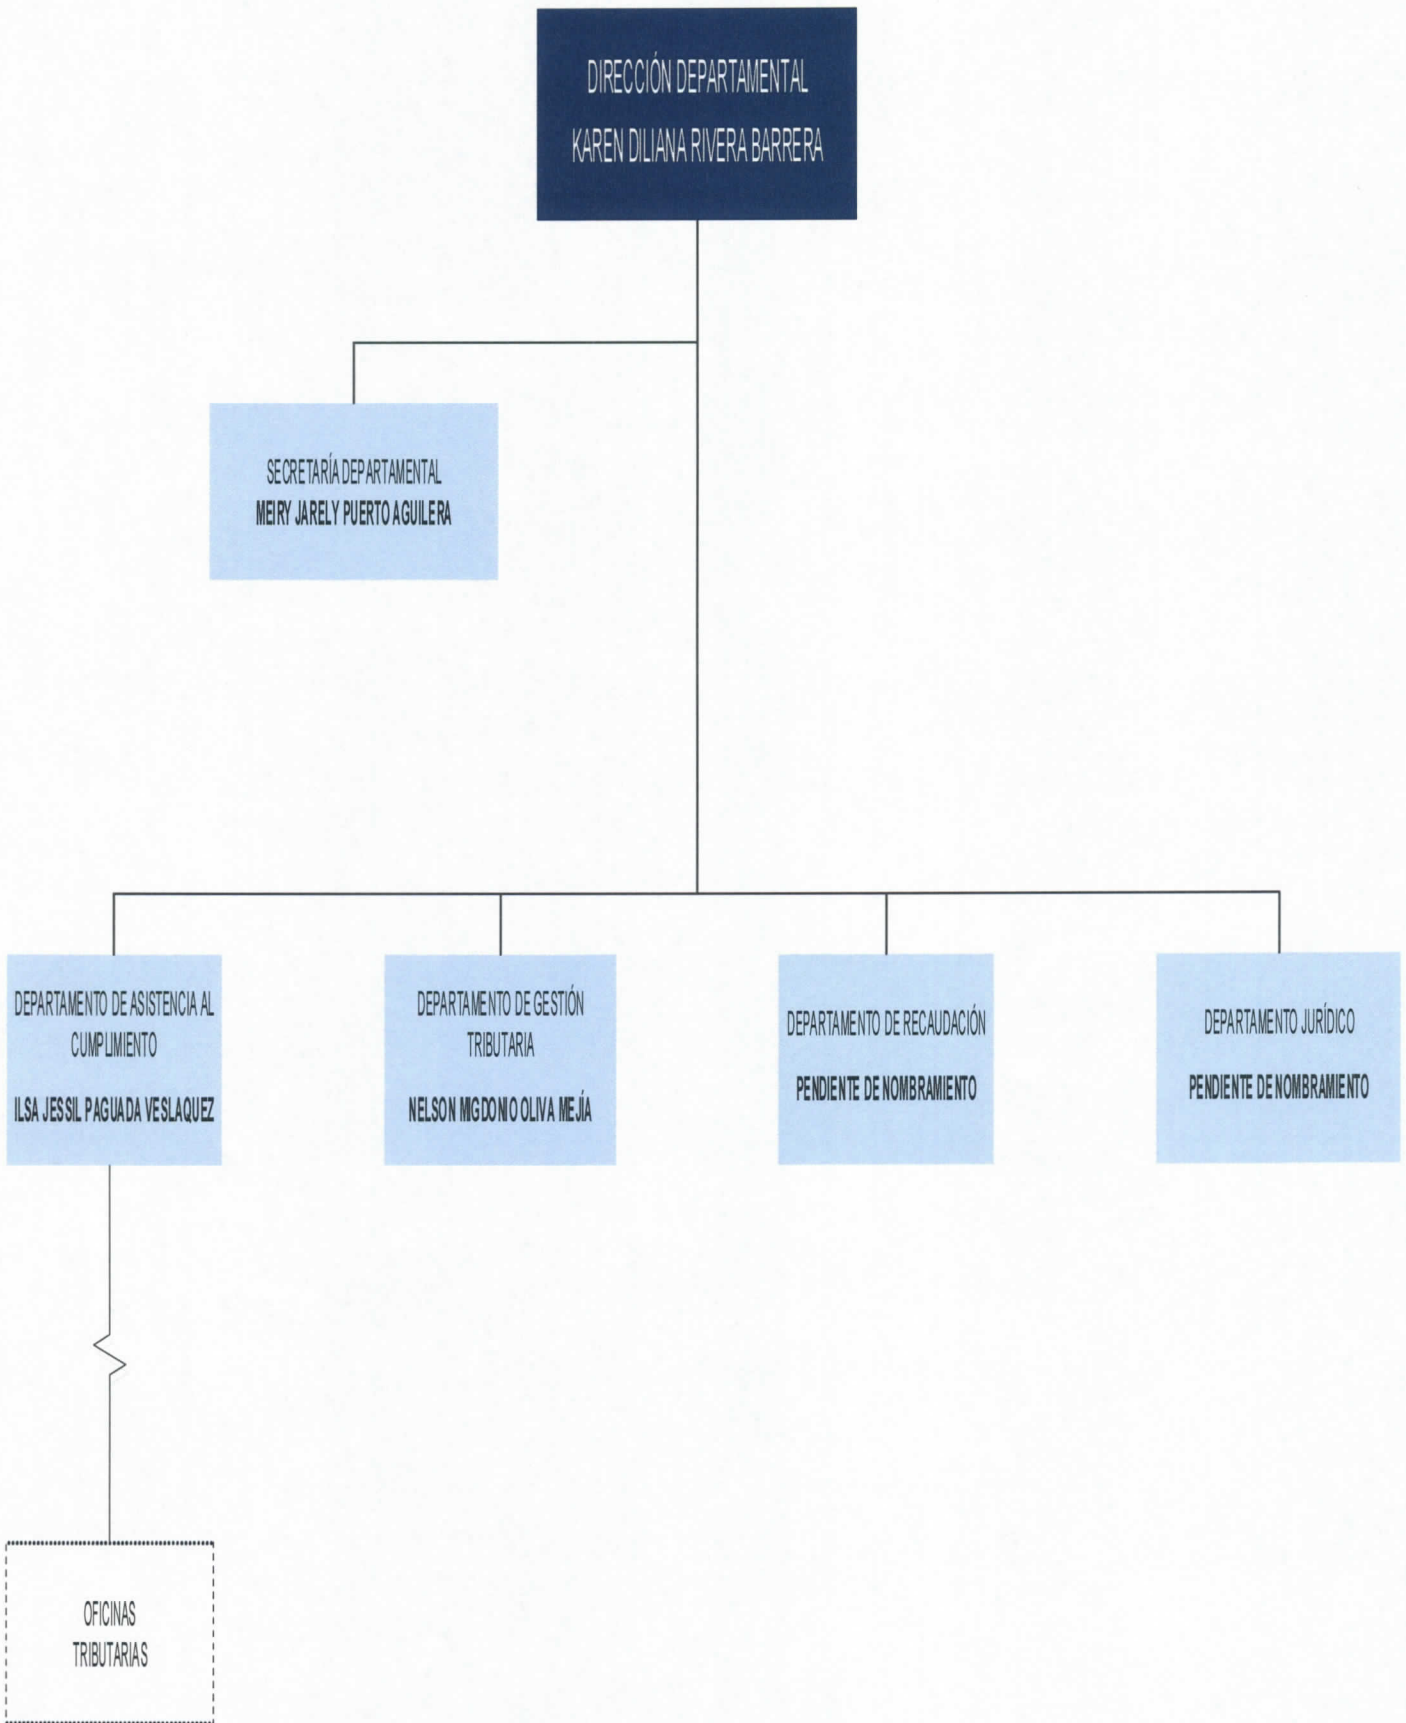 DIRECCIÓN DEPARTAMENTAL
KAREN DILIANA RIVERA BARRERA
SECRETARÍA DEPARTAMENTAL
MEIRY JARELY PUERTO AGUILERA
DEPARTAMENTO DE ASISTENCIA AL
CUMPLIMIENTO
ILSA JESSIL PAGUADA VESLAQUEZ
DEPARTAMENTO DE GESTIÓN
TRIBUTARIA
NELSON MIGDONIO OLIVA MEJÍA
DEPARTAMENTO DE RECAUDACIÓN
PENDIENTE DE NOMBRAMIENTO
DEPARTAMENTO JURÍDICO
PENDIENTE DE NOMBRAMIENTO
OFICINAS
TRIBUTARIAS